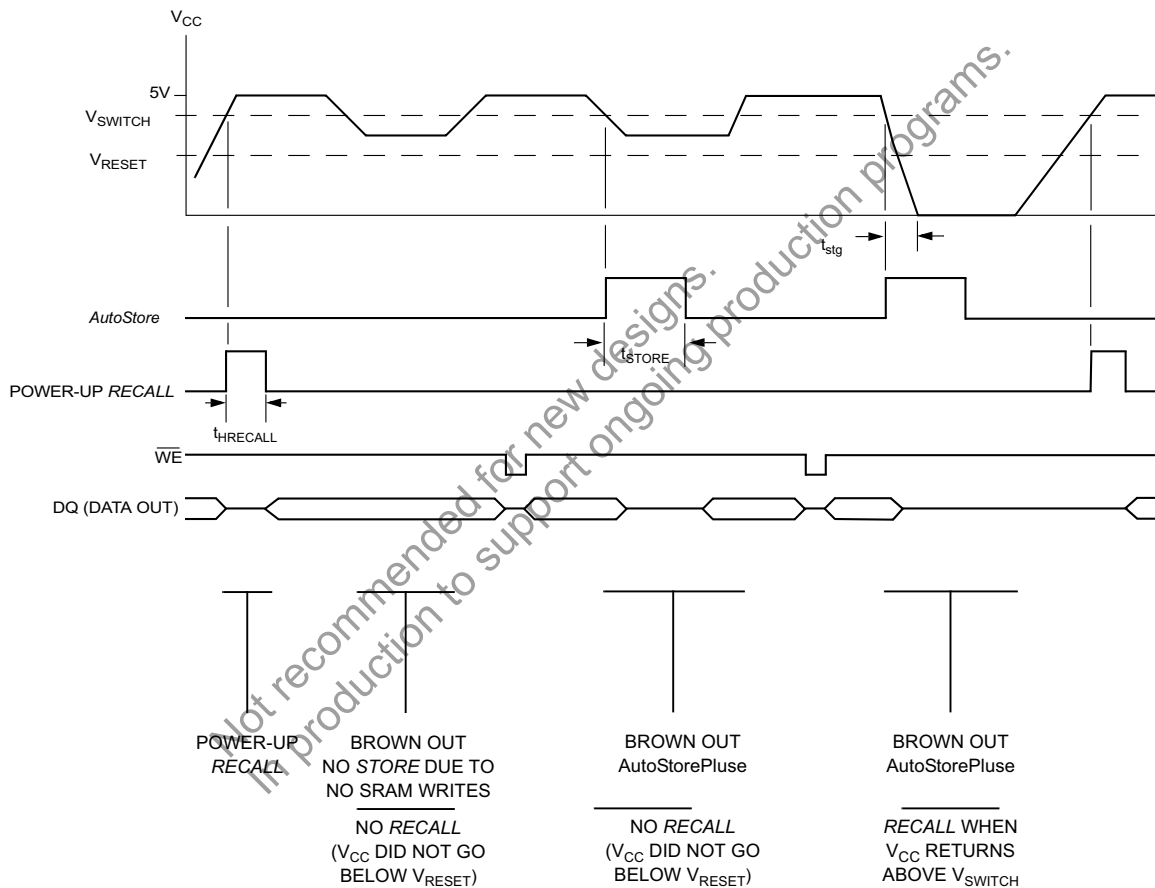 V_CC
5V
V_SWITCH
V_RESET
t_stg
AutoStore
t_STORE
POWER-UP RECALL
t_HRECALL
W̅E̅
DQ (DATA OUT)
POWER-UP
RECALL
BROWN OUT
NO STORE DUE TO
NO SRAM WRITES
NO RECALL
(V_CC DID NOT GO
BELOW V_RESET)
BROWN OUT
AutoStorePluse
NO RECALL
(V_CC DID NOT GO
BELOW V_RESET)
BROWN OUT
AutoStorePluse
RECALL WHEN
V_CC RETURNS
ABOVE V_SWITCH
Not recommended for new designs.
In production to support ongoing production programs.